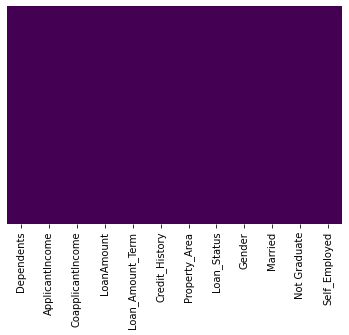 Dependents
ApplicantIncome
CoapplicantIncome
LoanAmount
Loan_Amount_Term
Credit_History
Property_Area
Loan_Status
Gender
Married
Not Graduate
Self_Employed